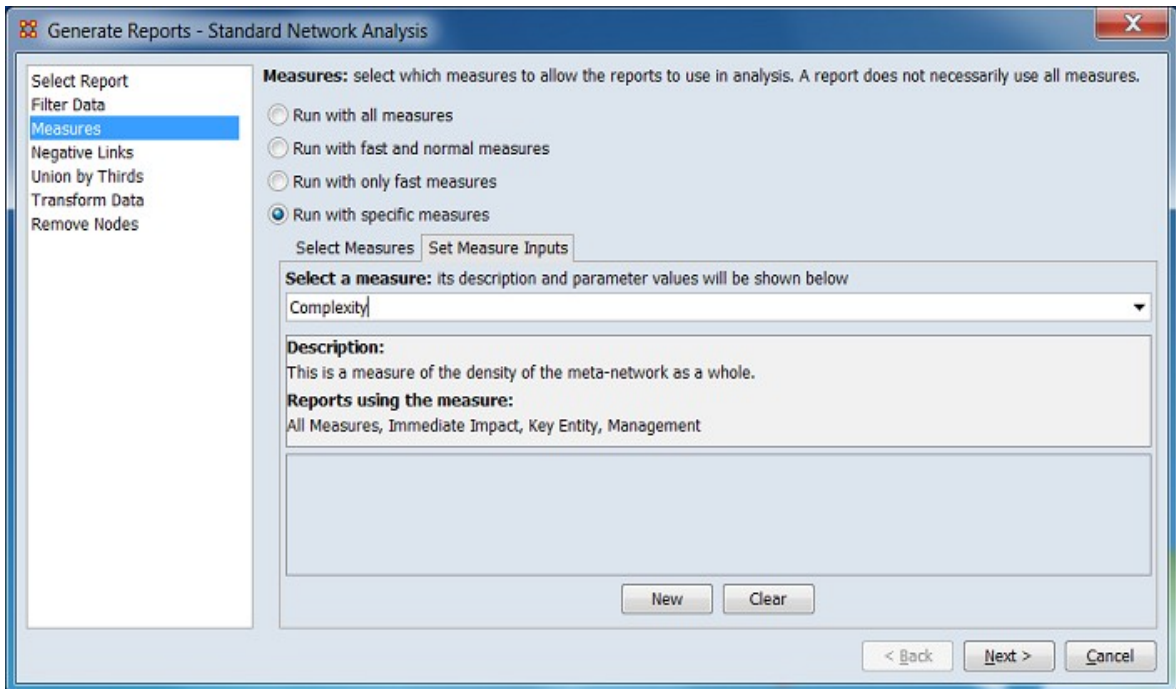 Generate Reports - Standard Network Analysis
X
Select Report
Filter Data
Measures
Negative Links
Union by Thirds
Transform Data
Remove Nodes
Measures: select which measures to allow the reports to use in analysis. A report does not necessarily use all measures.
Run with all measures
Run with fast and normal measures
Run with only fast measures
Run with specific measures
Select Measures Set Measure Inputs
Select a measure: its description and parameter values will be shown below
Complexity
Description:
This is a measure of the density of the meta-network as a whole.
Reports using the measure:
All Measures, Immediate Impact, Key Entity, Management
New Clear
< Back Next > Cancel